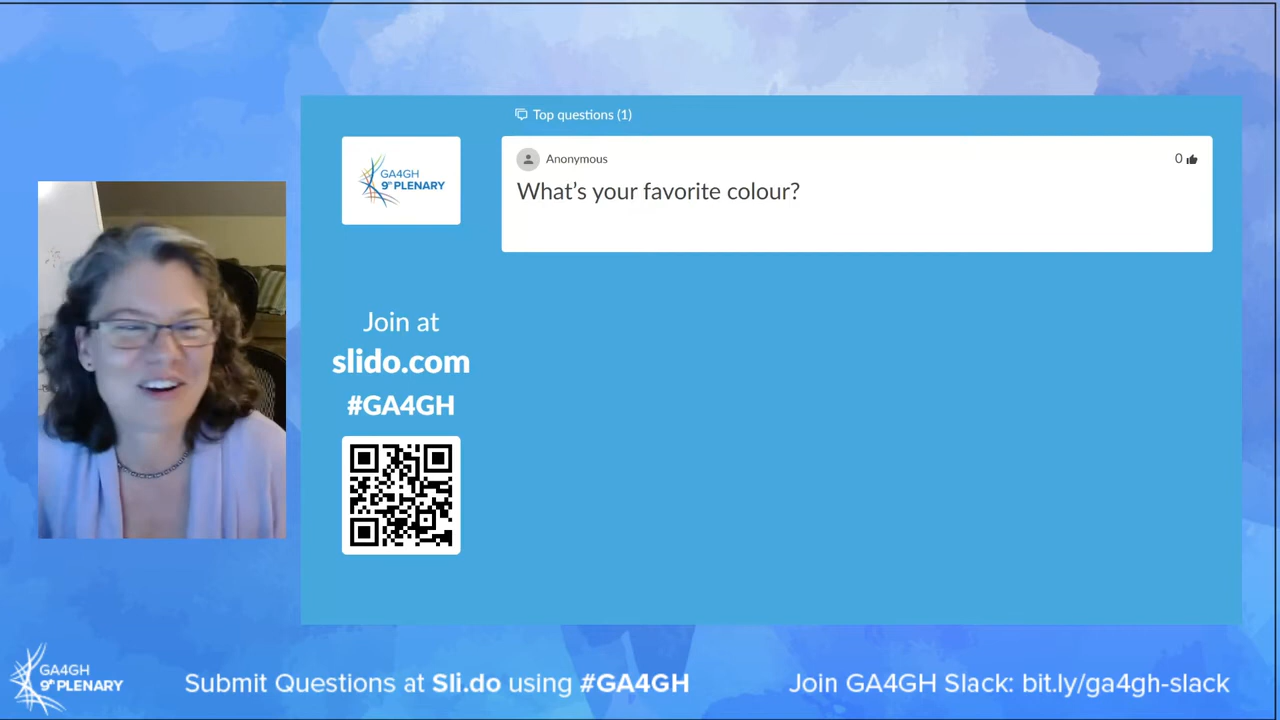 Top questions (1)
GA4GH
9th PLENARY
Anonymous
0
What's your favorite colour?
Join at
slido.com
#GA4GH
GA4GH
9th PLENARY
Submit Questions at Sli.do using #GA4GH
Join GA4GH Slack: bit.ly/ga4gh-slack